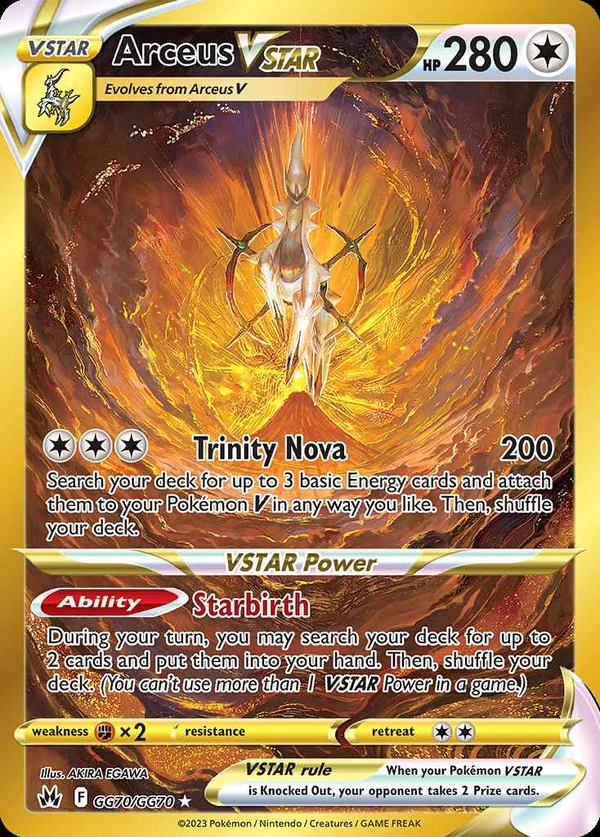 VSTAR Arceus VSTAR HP 280
Evolves from Arceus V
Trinity Nova 200
Search your deck for up to 3 basic Energy cards and attach
them to your Pokémon V in any way you like. Then, shuffle
your deck.
VSTAR Power
Ability Starbirth
During your turn, you may search your deck for up to
2 cards and put them into your hand. Then, shuffle your
deck. (You can't use more than 1 VSTAR Power in a game.)
weakness ×2 resistance retreat
Illus. AKIRA EGAWA
F GG70/GG70 ★
VSTAR rule When your Pokémon VSTAR
is Knocked Out, your opponent takes 2 Prize cards.
©2023 Pokémon / Nintendo / Creatures / GAME FREAK